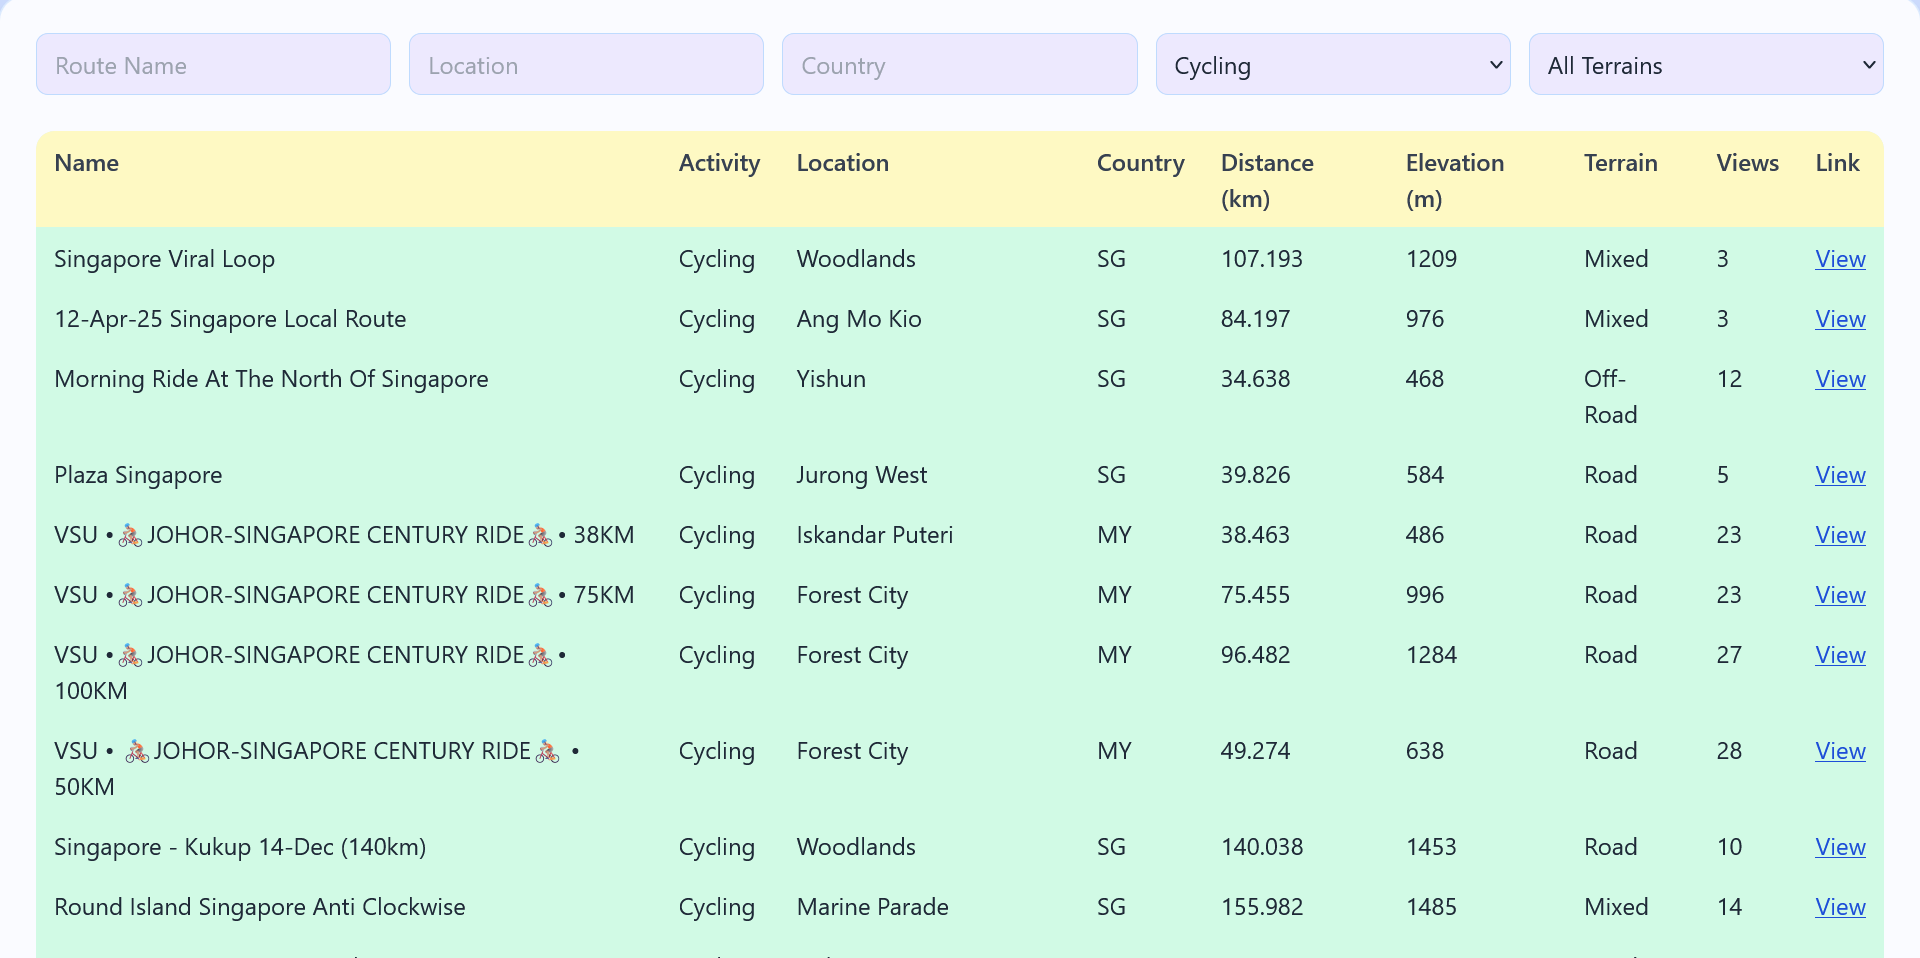 Route Name Location Country Cycling All Terrains
Name Activity Location Country Distance (km) Elevation (m) Terrain Views Link
Singapore Viral Loop Cycling Woodlands SG 107.193 1209 Mixed 3 View
12-Apr-25 Singapore Local Route Cycling Ang Mo Kio SG 84.197 976 Mixed 3 View
Morning Ride At The North Of Singapore Cycling Yishun SG 34.638 468 Off-Road 12 View
Plaza Singapore Cycling Jurong West SG 39.826 584 Road 5 View
VSU •🚴🏻JOHOR-SINGAPORE CENTURY RIDE🚴🏻• 38KM Cycling Iskandar Puteri MY 38.463 486 Road 23 View
VSU •🚴🏻JOHOR-SINGAPORE CENTURY RIDE🚴🏻• 75KM Cycling Forest City MY 75.455 996 Road 23 View
VSU •🚴🏻JOHOR-SINGAPORE CENTURY RIDE🚴🏻• 100KM Cycling Forest City MY 96.482 1284 Road 27 View
VSU • 🚴🏻JOHOR-SINGAPORE CENTURY RIDE🚴🏻 • 50KM Cycling Forest City MY 49.274 638 Road 28 View
Singapore - Kukup 14-Dec (140km) Cycling Woodlands SG 140.038 1453 Road 10 View
Round Island Singapore Anti Clockwise Cycling Marine Parade SG 155.982 1485 Mixed 14 View